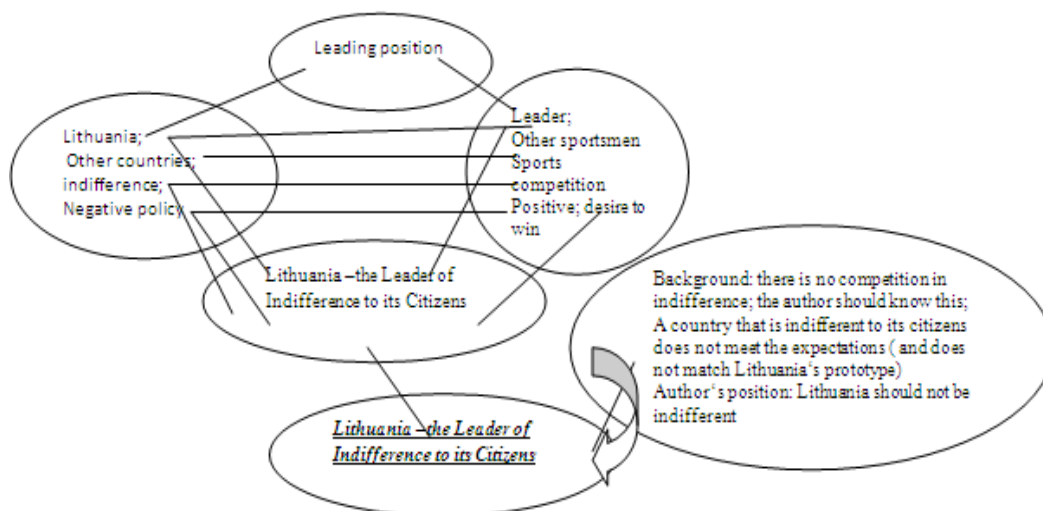 Leading position
Lithuania;
Other countries;
indifference;
Negative policy
Leader;
Other sportsmen
Sports
competition
Positive; desire to
win
Lithuania –the Leader of
Indifference to its Citizens
Background: there is no competition in
indifference; the author should know this;
A country that is indifferent to its citizens
does not meet the expectations ( and does
not match Lithuania‘s prototype)
Author‘s position: Lithuania should not be
indifferent
Lithuania –the Leader of
Indifference to its Citizens